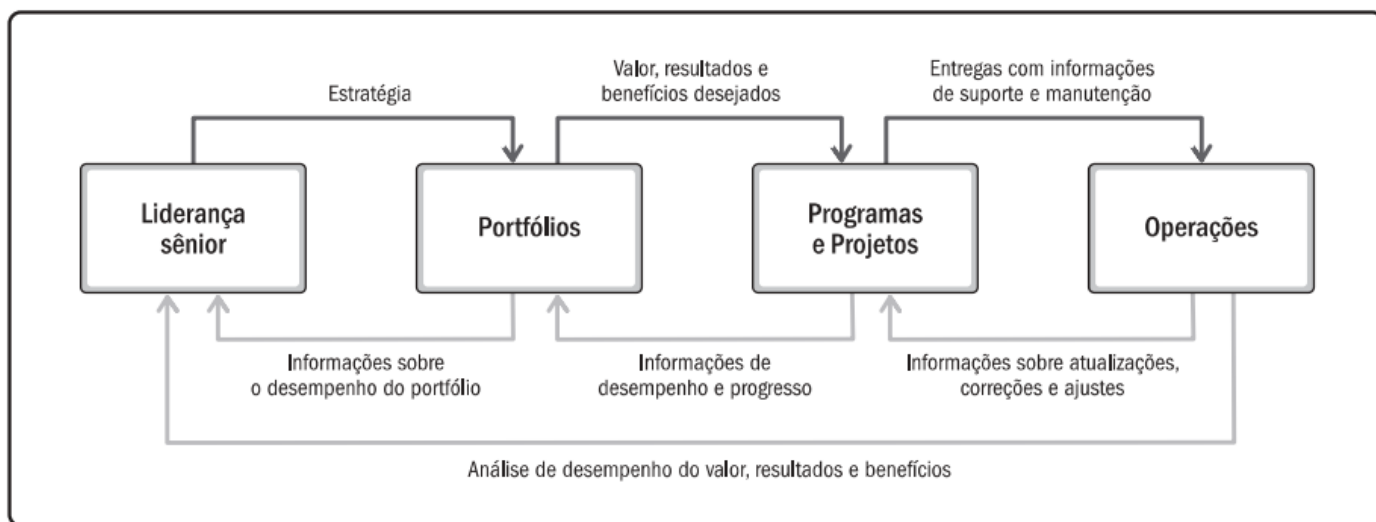 Estratégia
Valor, resultados e
benefícios desejados
Entregas com informações
de suporte e manutenção
Liderança
sênior
Portfólios
Programas
e Projetos
Operações
Informações sobre
o desempenho do portfólio
Informações de
desempenho e progresso
Informações sobre atualizações,
correções e ajustes
Análise de desempenho do valor, resultados e benefícios